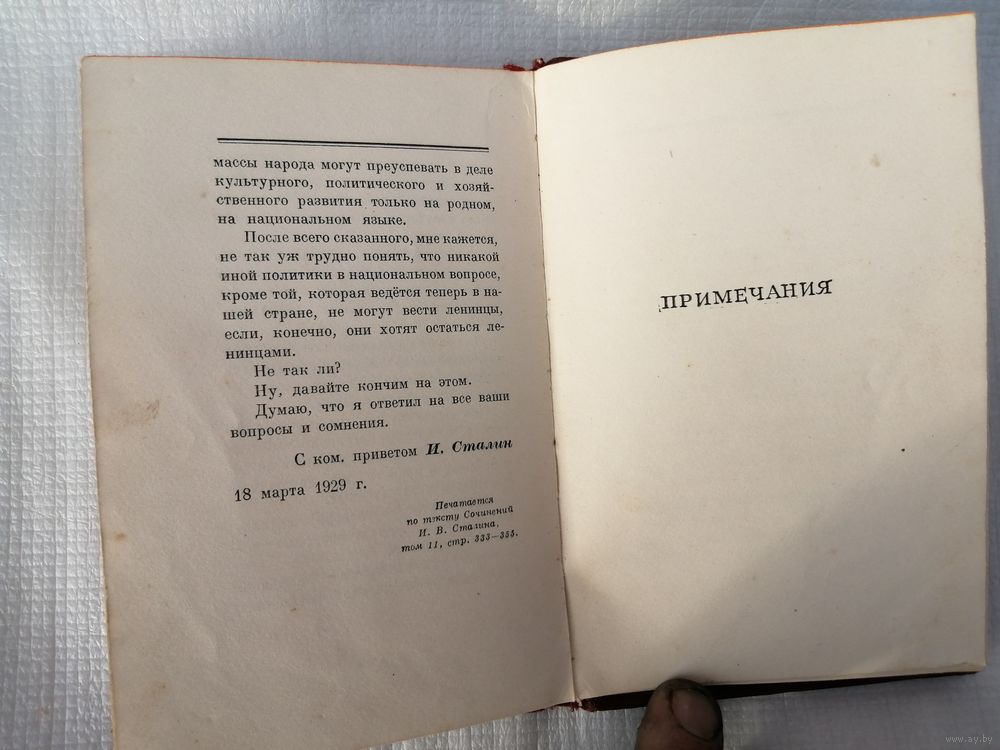 массы народа могут преуспевать в деле
культурного, политического и хозяй-
ственного развития только на родном,
на национальном языке.
После всего сказанного, мне кажется,
не так уж трудно понять, что никакой
иной политики в национальном вопросе,
кроме той, которая ведётся теперь в на-
шей стране, не могут вести ленинцы,
если, конечно, они хотят остаться ле-
нинцами.
Не так ли?
Ну, давайте кончим на этом.
Думаю, что я ответил на все ваши
вопросы и сомнения.
С ком. приветом И. Сталин
18 марта 1929 г.
Печатается
по тексту Сочинений
И. В. Сталина,
том 11, стр. 333—355.
ПРИМЕЧАНИЯ
www.ay.by